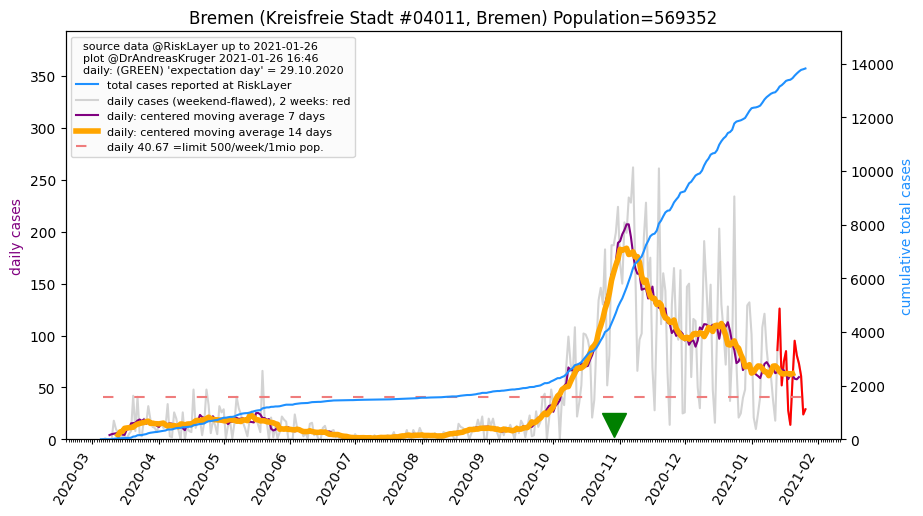 Bremen (Kreisfreie Stadt #04011, Bremen) Population=569352
source data @RiskLayer up to 2021-01-26
plot @DrAndreasKruger 2021-01-26 16:46
daily: (GREEN) 'expectation day' = 29.10.2020
total cases reported at RiskLayer
daily cases (weekend-flawed), 2 weeks: red
daily: centered moving average 7 days
daily: centered moving average 14 days
daily 40.67 =limit 500/week/1mio pop.
daily cases
350
300
250
200
150
100
50
0
14000
12000
10000
8000
6000
4000
2000
0
cumulative total cases
2020-03
2020-04
2020-05
2020-06
2020-07
2020-08
2020-09
2020-10
2020-11
2020-12
2021-01
2021-02